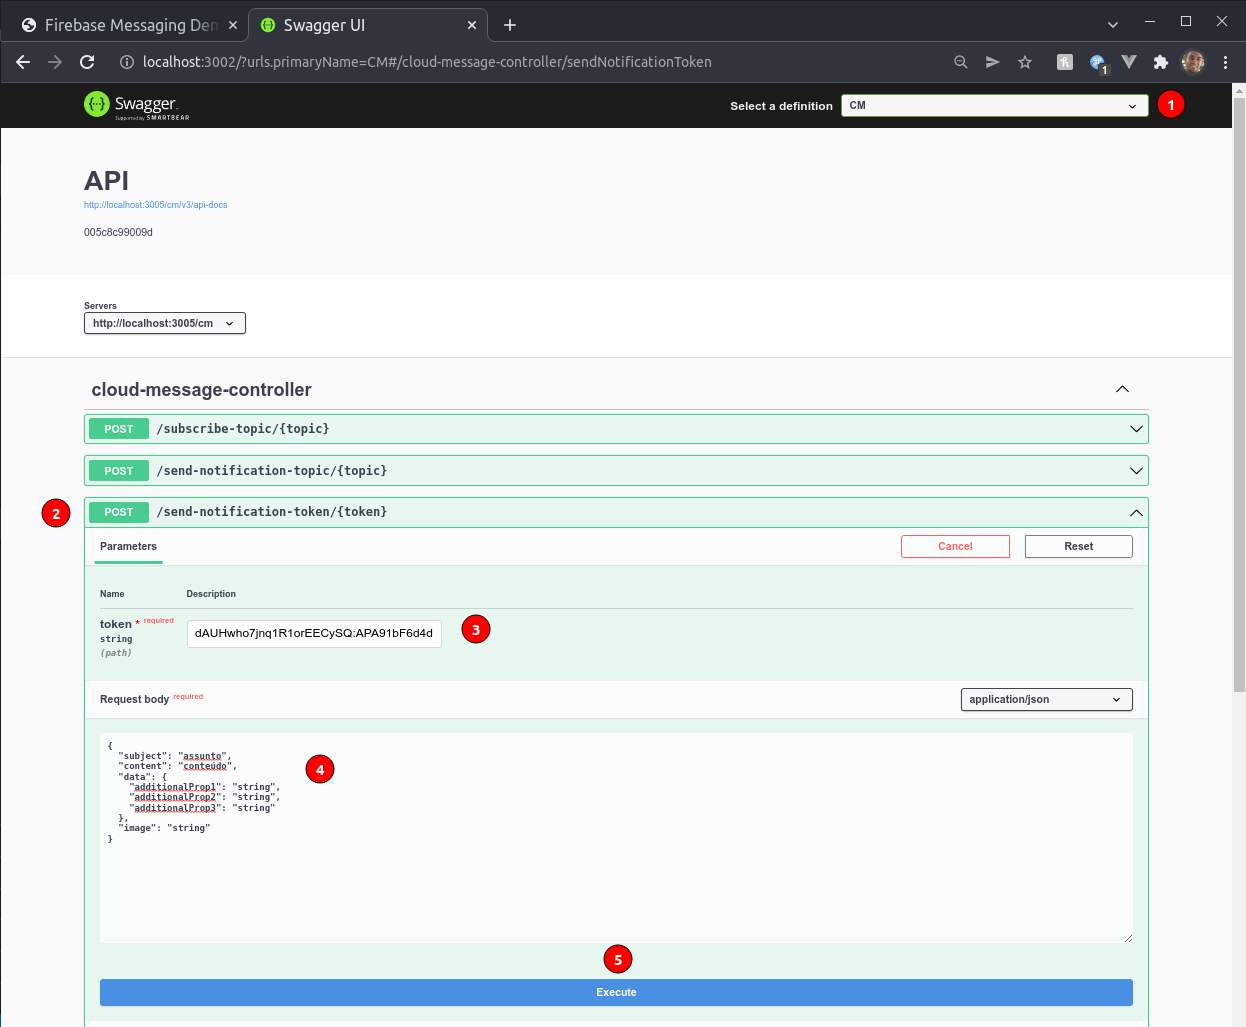 Firebase Messaging Dem
Swagger UI
localhost:3002/?urls.primaryName=CM#/cloud-message-controller/sendNotificationToken
1
Swagger.
Supported by SMARTBEAR
Select a definition
CM
1
API
http://localhost:3005/cm/v3/api-docs
005c8c99009d
Servers
http://localhost:3005/cm
cloud-message-controller
POST /subscribe-topic/{topic}
POST /send-notification-topic/{topic}
2
POST /send-notification-token/{token}
Parameters
Cancel
Reset
Name Description
token * required
string
(path)
dAUHwho7jnq1R1orEECySQ:APA91bF6d4d
3
Request body required
application/json
{
"subject": "assunto",
"content": "conteúdo",
"data": {
"additionalProp1": "string",
"additionalProp2": "string",
"additionalProp3": "string"
},
"image": "string"
}
4
5
Execute